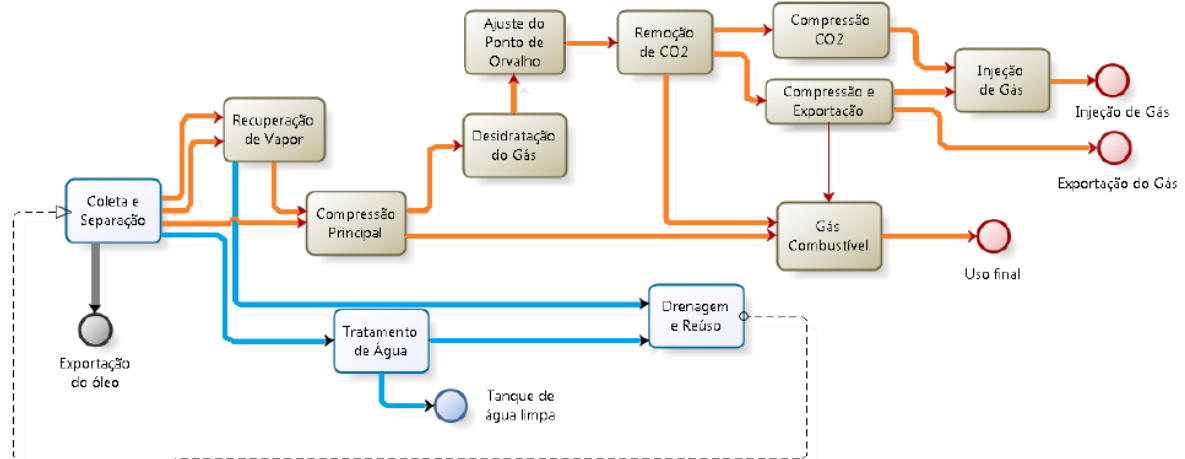 Ajuste do
Ponto de
Orvalho
Remoção
de CO2
Compressão
CO2
Injeção
de Gás
Injeção de Gás
Compressão e
Exportação
Exportação do Gás
Recuperação
de Vapor
Desidratação
do Gás
Coleta e
Separação
Compressão
Principal
Gás
Combustível
Uso final
Drenagem
e Reúso
Tratamento
de Água
Exportação
do óleo
Tanque de
água limpa